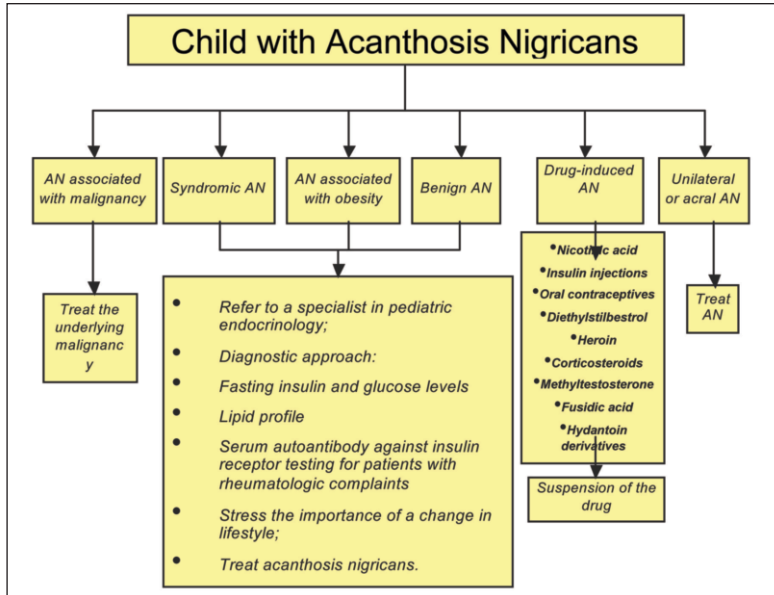 Child with Acanthosis Nigricans
AN associated
with malignancy
Syndromic AN
AN associated
with obesity
Benign AN
Drug-induced
AN
Unilateral
or acral AN
Treat the
underlying
malignanc
y
• Refer to a specialist in pediatric
endocrinology;
• Diagnostic approach:
• Fasting insulin and glucose levels
• Lipid profile
• Serum autoantibody against insulin
receptor testing for patients with
rheumatologic complaints
• Stress the importance of a change in
lifestyle;
• Treat acanthosis nigricans.
•Nicotinic acid
•Insulin injections
•Oral contraceptives
•Diethylstilbestrol
•Heroin
•Corticosteroids
•Methyltestosterone
•Fusidic acid
•Hydantoin
derivatives
Suspension of the
drug
Treat
AN